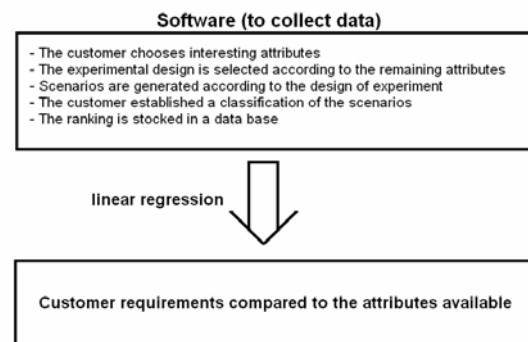 Software (to collect data)
- The customer chooses interesting attributes
- The experimental design is selected according to the remaining attributes
- Scenarios are generated according to the design of experiment
- The customer established a classification of the scenarios
- The ranking is stocked in a data base
linear regression
Customer requirements compared to the attributes available